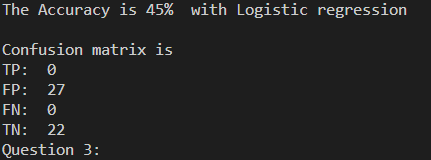 The Accuracy is 45%  with Logistic regression
Confusion matrix is
TP:  0
FP:  27
FN:  0
TN:  22
Question 3: